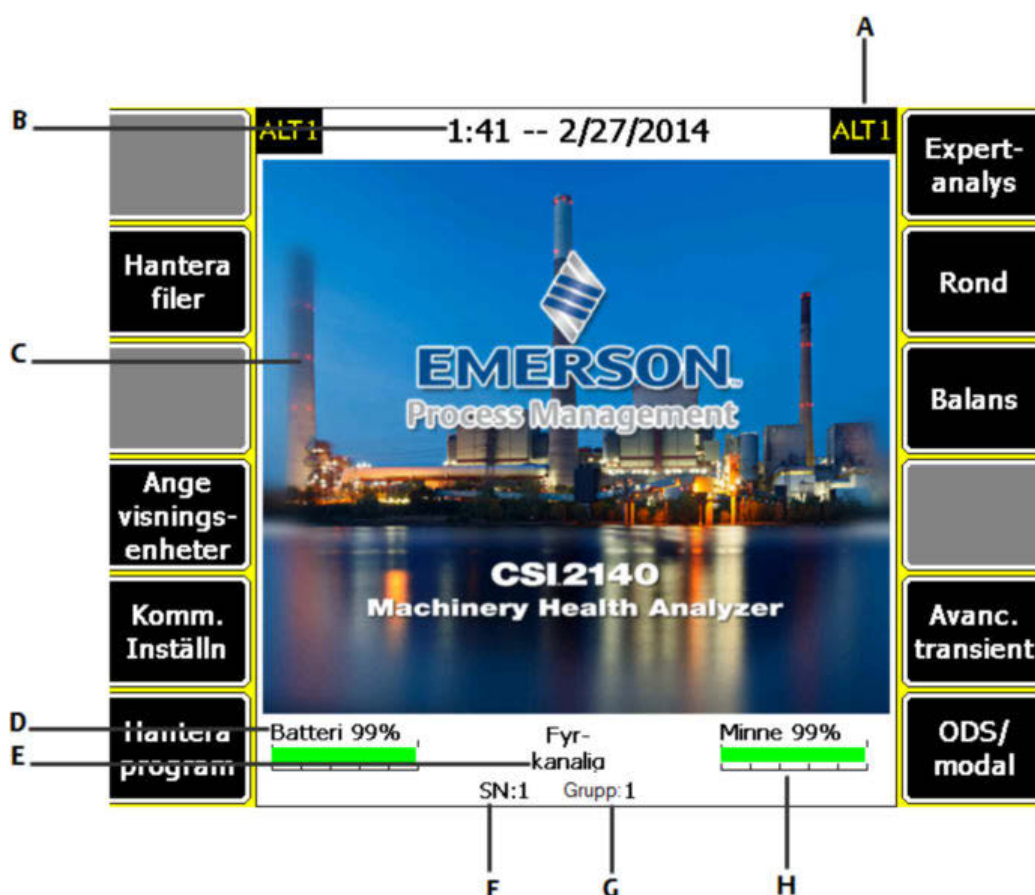 A
B
ALT1
1:41 -- 2/27/2014
ALT1
Expert-
analys
Hantera
filer
Rond
C
EMERSON™
Process Management
Balans
Ange
visnings-
enheter
CSI 2140
Machinery Health Analyzer
Komm.
Inställn
Avanc.
transient
D
Hantera
program
Batteri 99%
Fyr-
kanalig
Minne 99%
ODS/
modal
E
SN:1
Grupp: 1
F
G
H